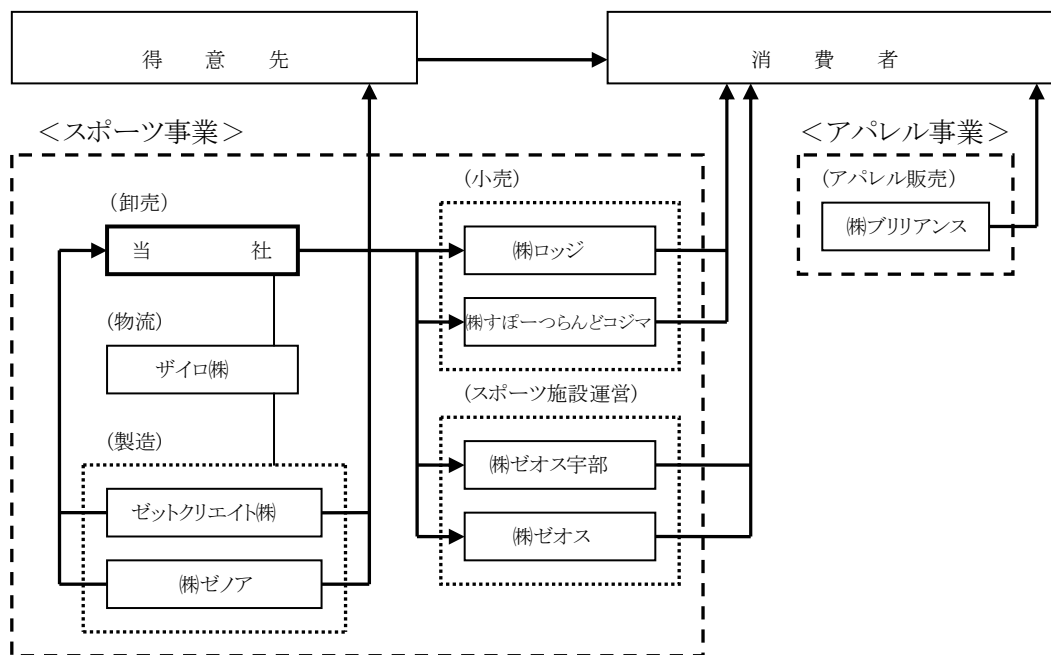 得意先
消費者
＜スポーツ事業＞
＜アパレル事業＞
(小売)
(アパレル販売)
(卸売)
㈱ブリリアンス
当社
㈱ロッジ
(物流)
㈱すぽーつらんどコジマ
ザイロ㈱
(スポーツ施設運営)
(製造)
㈱ゼオス宇部
ゼットクリエイト㈱
㈱ゼオス
㈱ゼノア